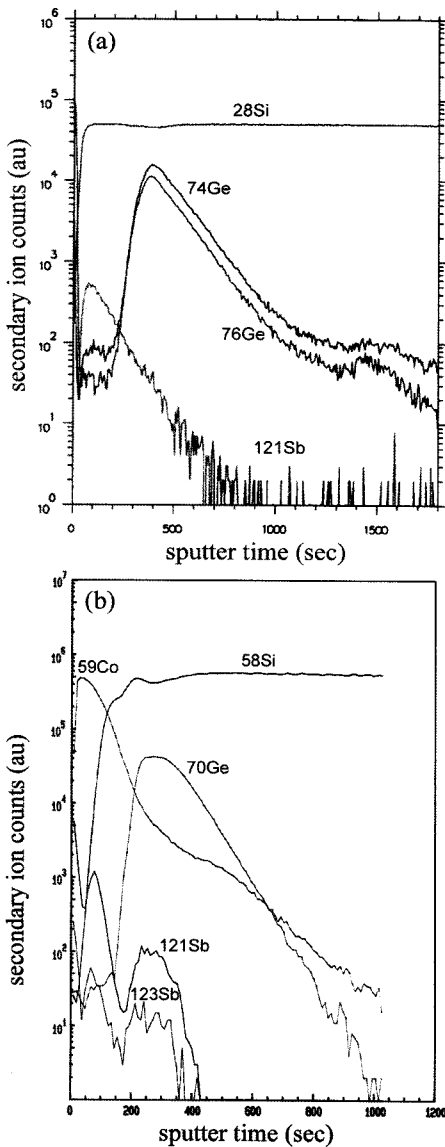 (a)
10^6
10^5
10^4
10^3
10^2
10^1
10^0
secondary ion counts (au)
28Si
74Ge
76Ge
121Sb
0
500
1000
1500
sputter time (sec)
(b)
10^7
10^6
10^5
10^4
10^3
10^2
10^1
secondary ion counts (au)
59Co
58Si
70Ge
121Sb
123Sb
0
200
400
600
800
1000
1200
sputter time (sec)